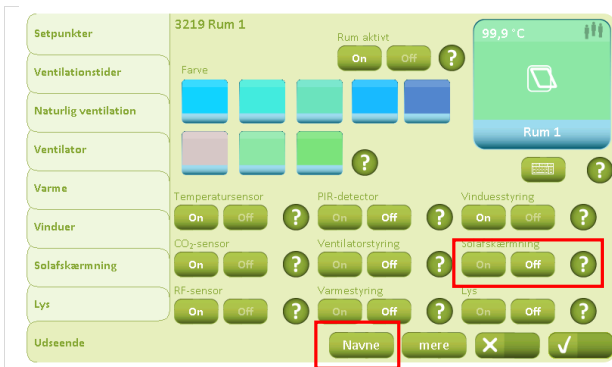 3219 Rum 1
Setpunkter
Ventilationstider
Naturlig ventilation
Ventilator
Varme
Vinduer
Solafskærmning
Lys
Udseende
Rum aktivt
On Off ?
Farve
?
99,9 °C
Rum 1
?
Temperatursensor
On Off ?
PIR-detector
On Off ?
Vinduesstyring
On Off ?
CO₂-sensor
On Off ?
Ventilatorstyring
On Off ?
Solafskærmning
On Off ?
RF-sensor
On Off ?
Varmestyring
On Off ?
Lys
On Off ?
Navne
mere